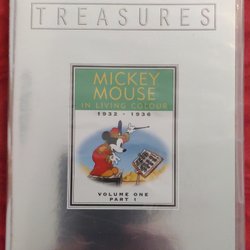 TREASURES
MICKEY
MOUSE
IN LIVING COLOUR
1932 - 1936
VOLUME ONE
PART 1